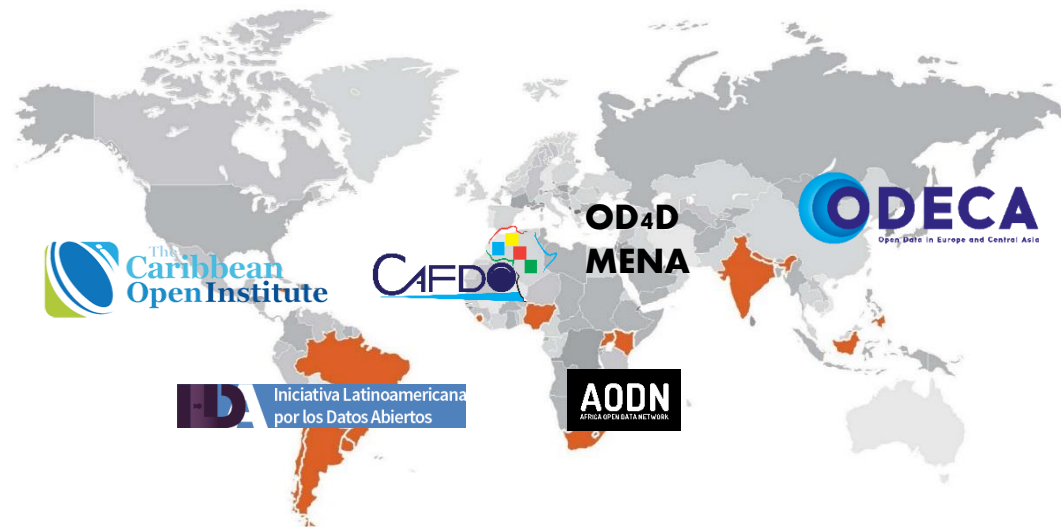 OD4D
MENA
ODECA
Open Data in Europe and Central Asia
The
Caribbean
Open Institute
CAFDO
Iniciativa Latinoamericana
por los Datos Abiertos
AODN
AFRICA OPEN DATA NETWORK